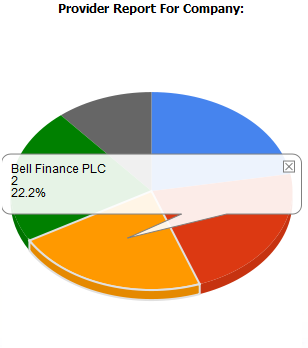 Provider Report For Company:
Bell Finance PLC
2
22.2%